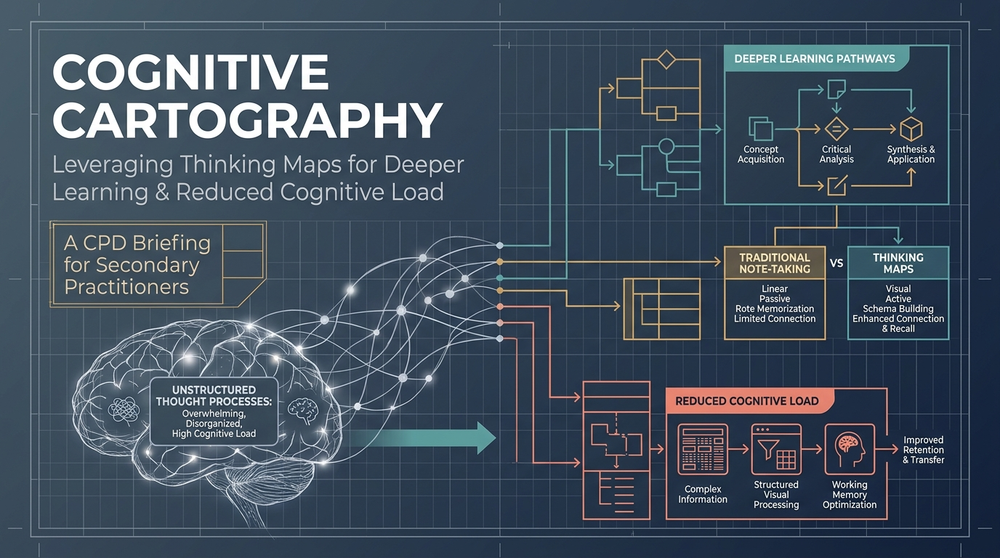 COGNITIVE
CARTOGRAPHY
Leveraging Thinking Maps for Deeper
Learning & Reduced Cognitive Load
A CPD Briefing
for Secondary
Practitioners
UNSTRUCTURED
THOUGHT PROCESSES:
Overwhelming,
Disorganized,
High Cognitive Load
DEEPER LEARNING PATHWAYS
Concept
Acquisition
Critical
Analysis
Synthesis &
Application
TRADITIONAL
NOTE-TAKING
Linear
Passive
Rote Memorization
Limited Connection
VS
THINKING
MAPS
Visual
Active
Schema Building
Enhanced Connection
& Recall
REDUCED COGNITIVE LOAD
Complex
Information
Structured
Visual
Processing
Working
Memory
Optimization
Improved
Retention
& Transfer